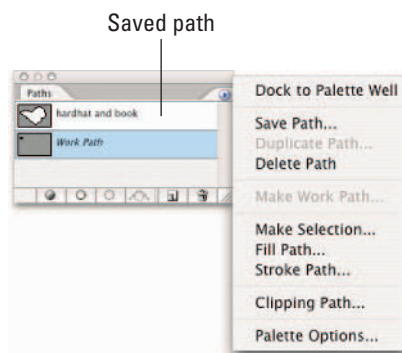 Saved path
Paths
hardhat and book
Work Path
Dock to Palette Well
Save Path...
Duplicate Path...
Delete Path
Make Work Path...
Make Selection...
Fill Path...
Stroke Path...
Clipping Path...
Palette Options...